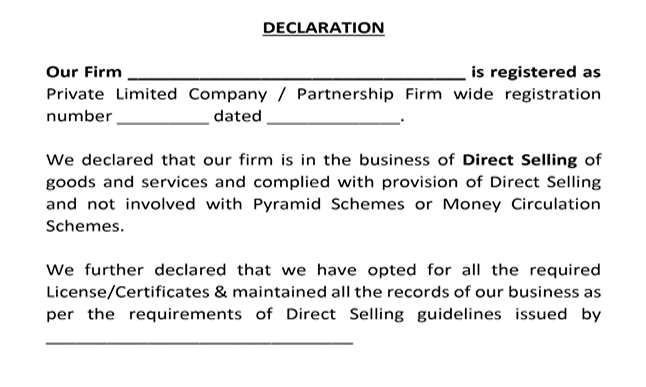 DECLARATION
Our Firm ______________________________________ is registered as
Private Limited Company / Partnership Firm wide registration
number __________ dated ______________.
We declared that our firm is in the business of Direct Selling of
goods and services and complied with provision of Direct Selling
and not involved with Pyramid Schemes or Money Circulation
Schemes.
We further declared that we have opted for all the required
License/Certificates & maintained all the records of our business as
per the requirements of Direct Selling guidelines issued by
_________________________________